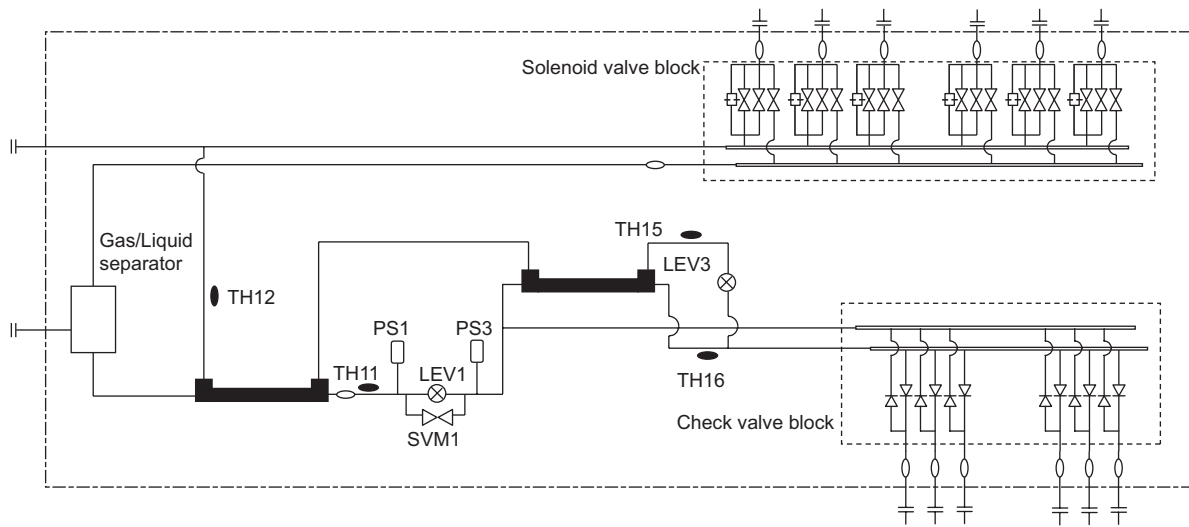 Solenoid valve block
Gas/Liquid
separator
TH15
LEV3
TH12
PS1
PS3
TH11
LEV1
TH16
SVM1
Check valve block